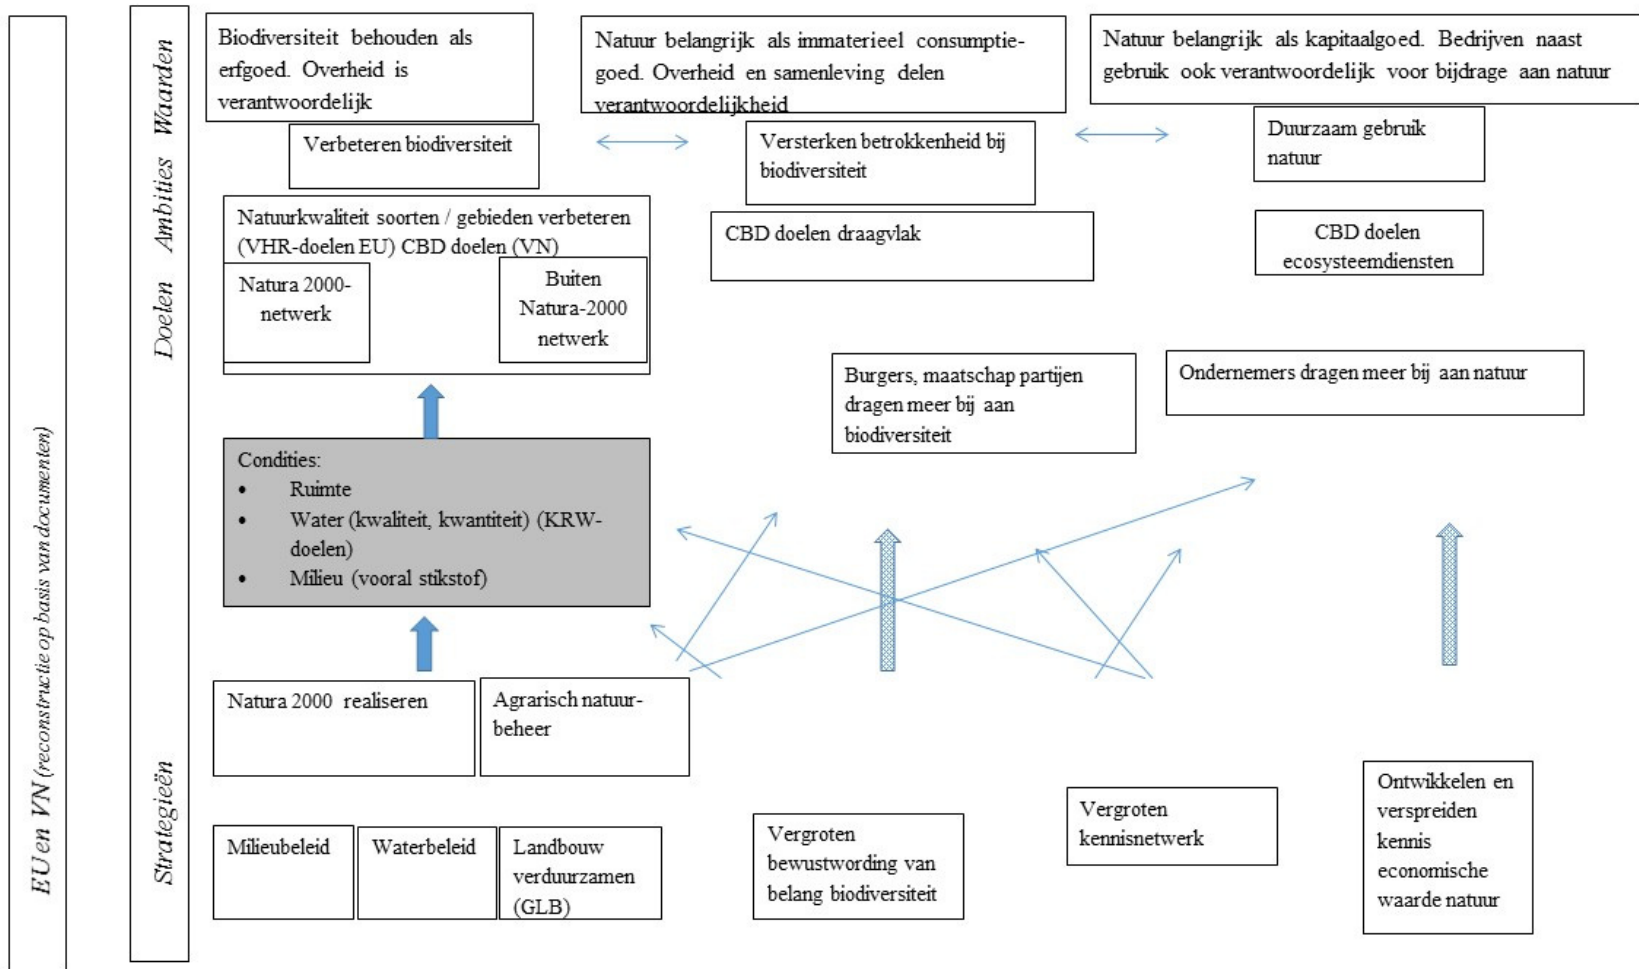 EU en VN (reconstructie op basis van documenten)
Waarden
Ambities
Doelen
Strategieën
Biodiversiteit behouden als
erfgoed. Overheid is
verantwoordelijk
Natuur belangrijk als immaterieel consumptie-
goed. Overheid en samenleving delen
verantwoordelijkheid
Natuur belangrijk als kapitaalgoed. Bedrijven naast
gebruik ook verantwoordelijk voor bijdrage aan natuur
Verbeteren biodiversiteit
Versterken betrokkenheid bij
biodiversiteit
Duurzaam gebruik
natuur
Natuurkwaliteit soorten / gebieden verbeteren
(VHR-doelen EU) CBD doelen (VN)
Natura 2000-
netwerk
Buiten
Natura-2000
netwerk
CBD doelen draagvlak
CBD doelen
ecosysteemdiensten
Burgers, maatschap partijen
dragen meer bij aan
biodiversiteit
Ondernemers dragen meer bij aan natuur
Condities:
• Ruimte
• Water (kwaliteit, kwantiteit) (KRW-
doelen)
• Milieu (vooral stikstof)
Natura 2000 realiseren
Agrarisch natuur-
beheer
Milieubeleid
Waterbeleid
Landbouw
verduurzamen
(GLB)
Vergroten
bewustwording van
belang biodiversiteit
Vergroten
kennisnetwerk
Ontwikkelen en
verspreiden
kennis
economische
waarde natuur